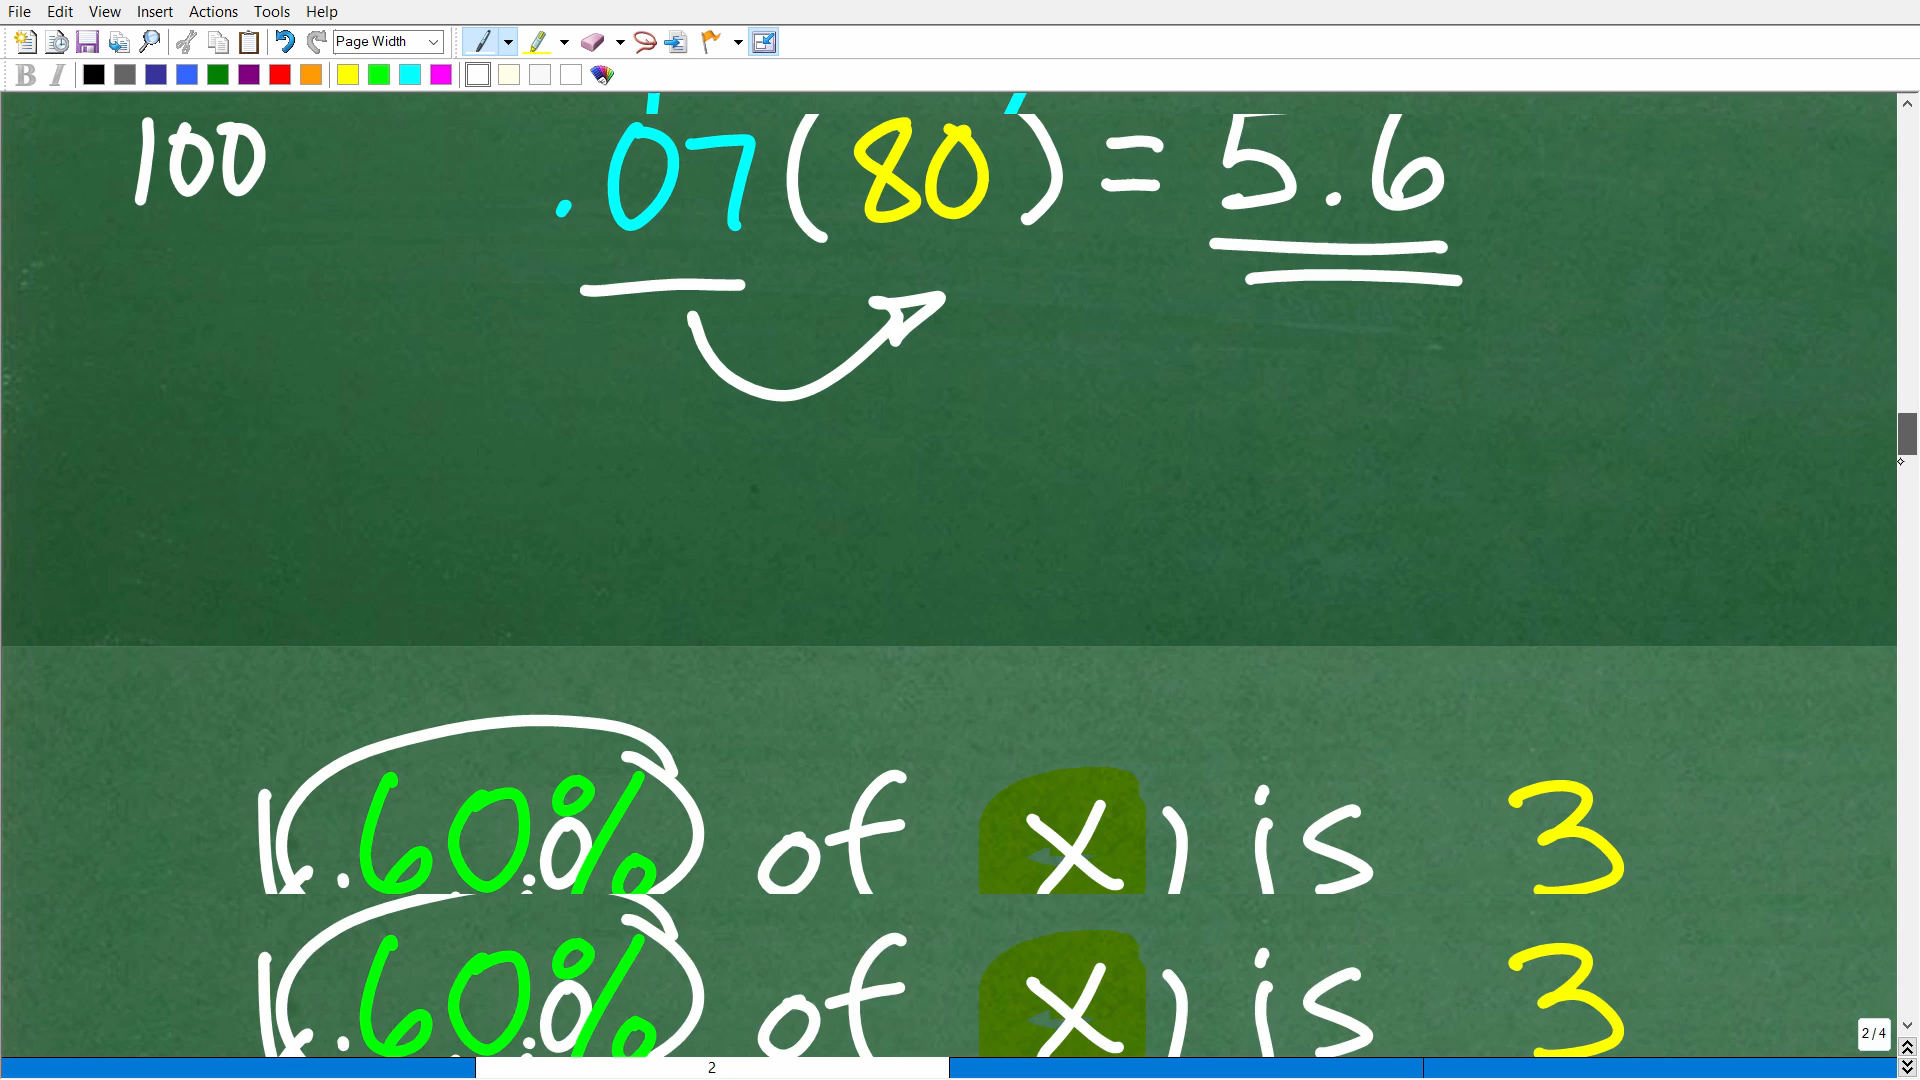 File Edit View Insert Actions Tools Help
Page Width
B I
100 .07(80) = 5.6
.60% of x) is 3
.60% of x) is 3
2 / 4
2